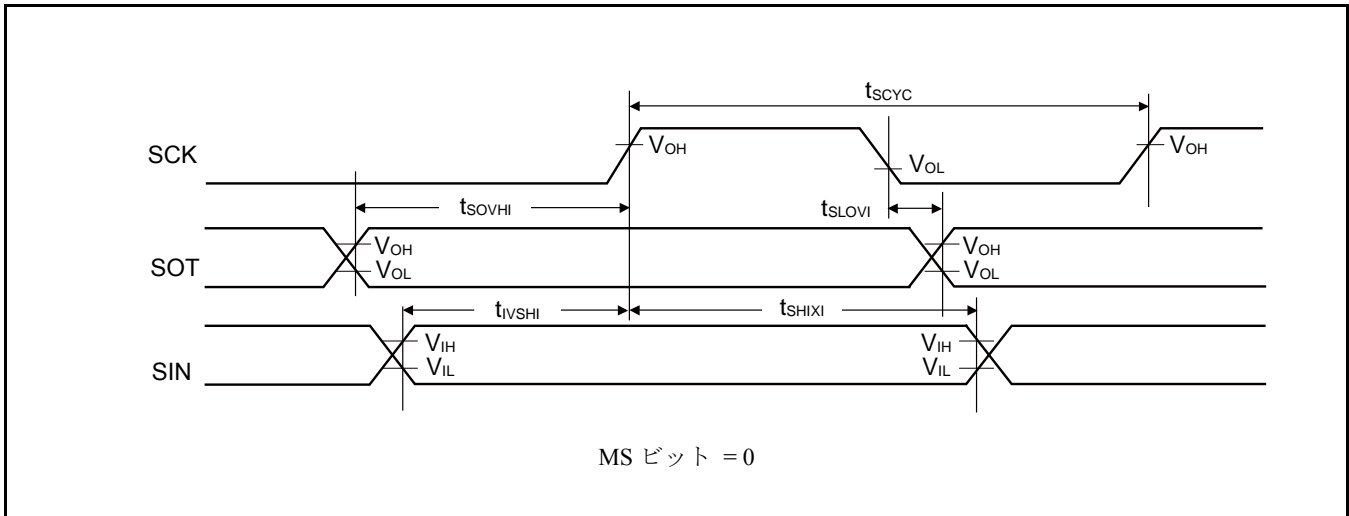 tSCYC
SCK
VOH
VOL
VOH
tSOVHI
tSLOVI
SOT
VOH
VOL
VOH
VOL
tIVSHI
tSHIXI
SIN
VIH
VIL
VIH
VIL
MS ビット = 0